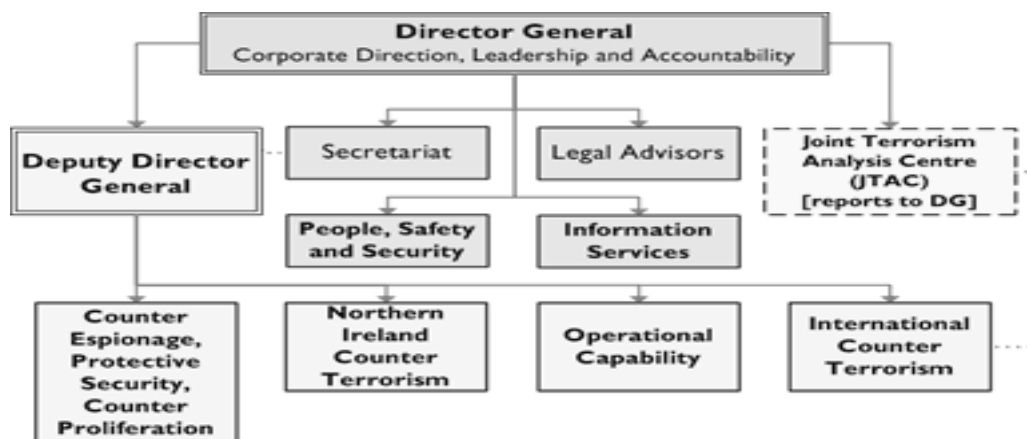 Director General
Corporate Direction, Leadership and Accountability
Deputy Director
General
Secretariat
Legal Advisors
Joint Terrorism
Analysis Centre
(JTAC)
[reports to DG]
People, Safety
and Security
Information
Services
Counter
Espionage,
Protective
Security,
Counter
Proliferation
Northern
Ireland
Counter
Terrorism
Operational
Capability
International
Counter
Terrorism